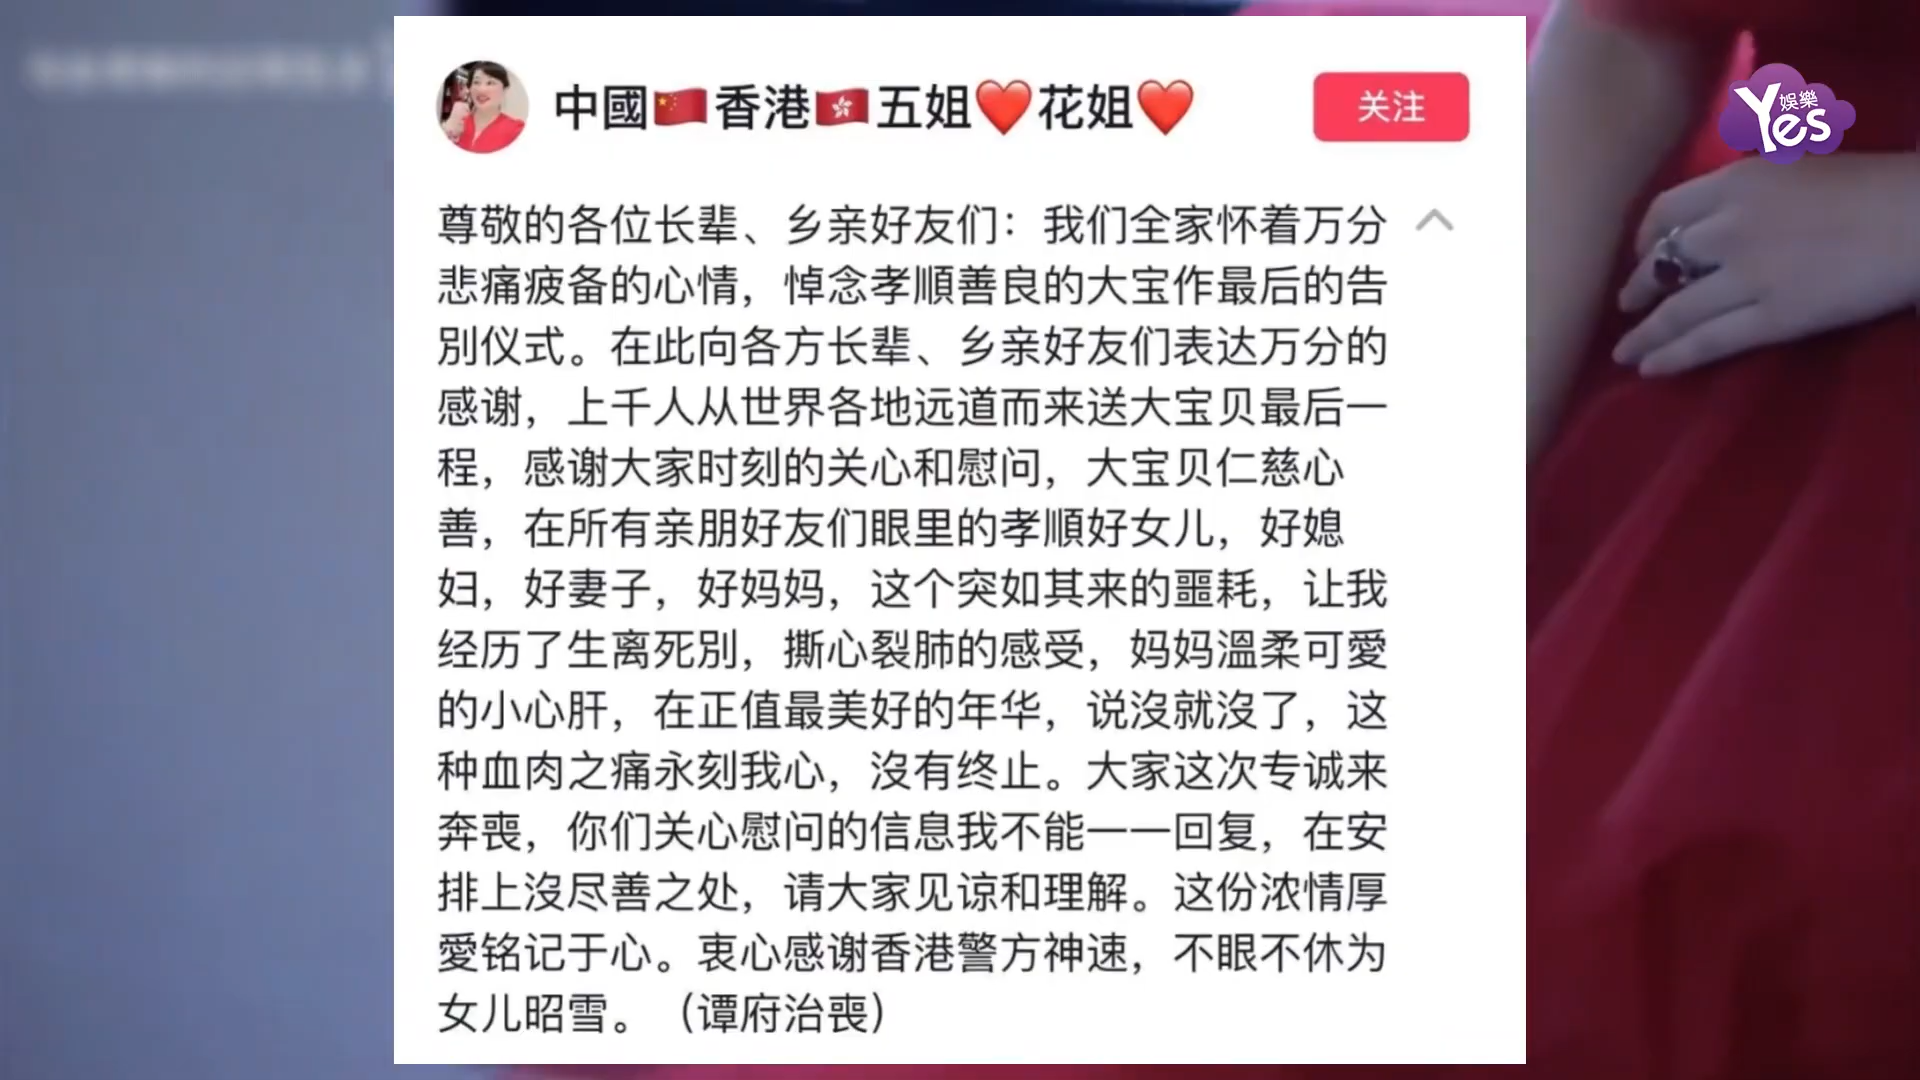 中國🇨🇳香港🇭🇰五姐❤️花姐❤️
关注
娛樂
Yes
尊敬的各位长辈、乡亲好友们：我们全家怀着万分
悲痛疲备的心情，悼念孝順善良的大宝作最后的告
別仪式。在此向各方长辈、乡亲好友们表达万分的
感谢，上千人从世界各地远道而来送大宝贝最后一
程，感谢大家时刻的关心和慰问，大宝贝仁慈心
善，在所有亲朋好友们眼里的孝順好女儿，好媳
妇，好妻子，好妈妈，这个突如其来的噩耗，让我
经历了生离死別，撕心裂肺的感受，妈妈溫柔可愛
的小心肝，在正值最美好的年华，说沒就沒了，这
种血肉之痛永刻我心，沒有终止。大家这次专诚来
奔喪，你们关心慰问的信息我不能一一回复，在安
排上沒尽善之处，请大家见谅和理解。这份浓情厚
愛铭记于心。衷心感谢香港警方神速，不眼不休为
女儿昭雪。（谭府治喪）